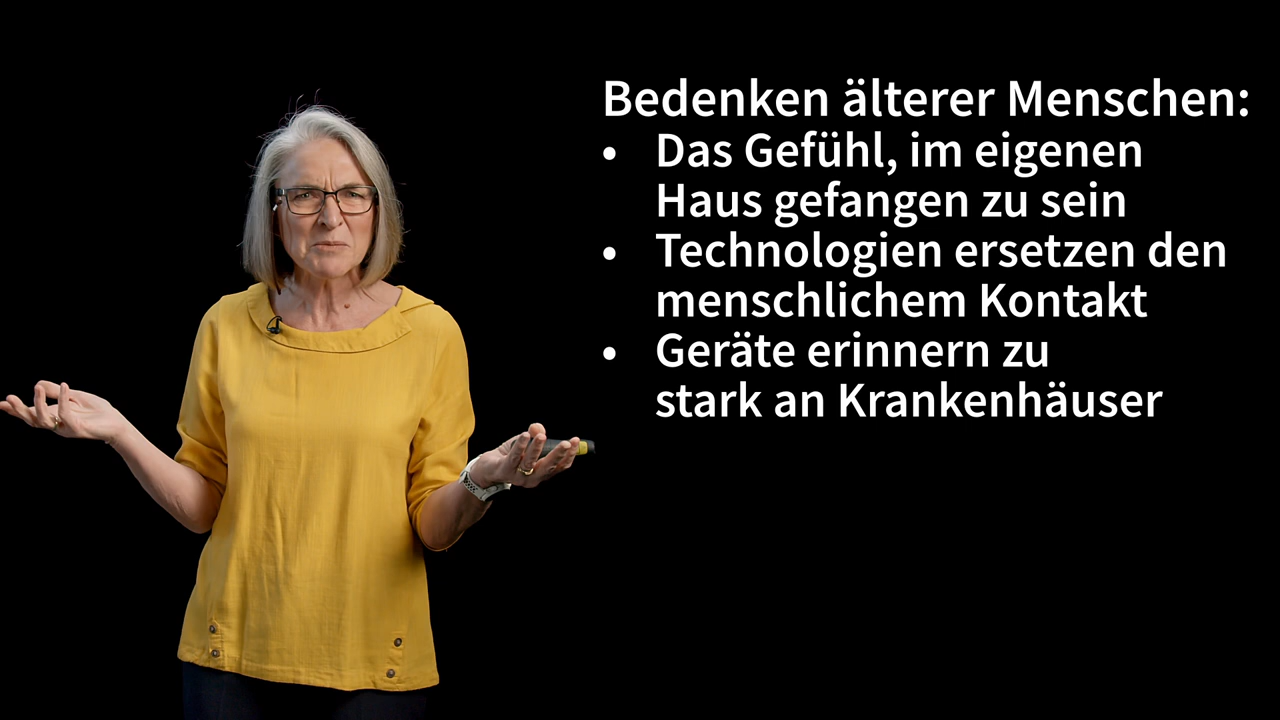 Bedenken älterer Menschen:
• Das Gefühl, im eigenen
Haus gefangen zu sein
• Technologien ersetzen den
menschlichem Kontakt
• Geräte erinnern zu
stark an Krankenhäuser